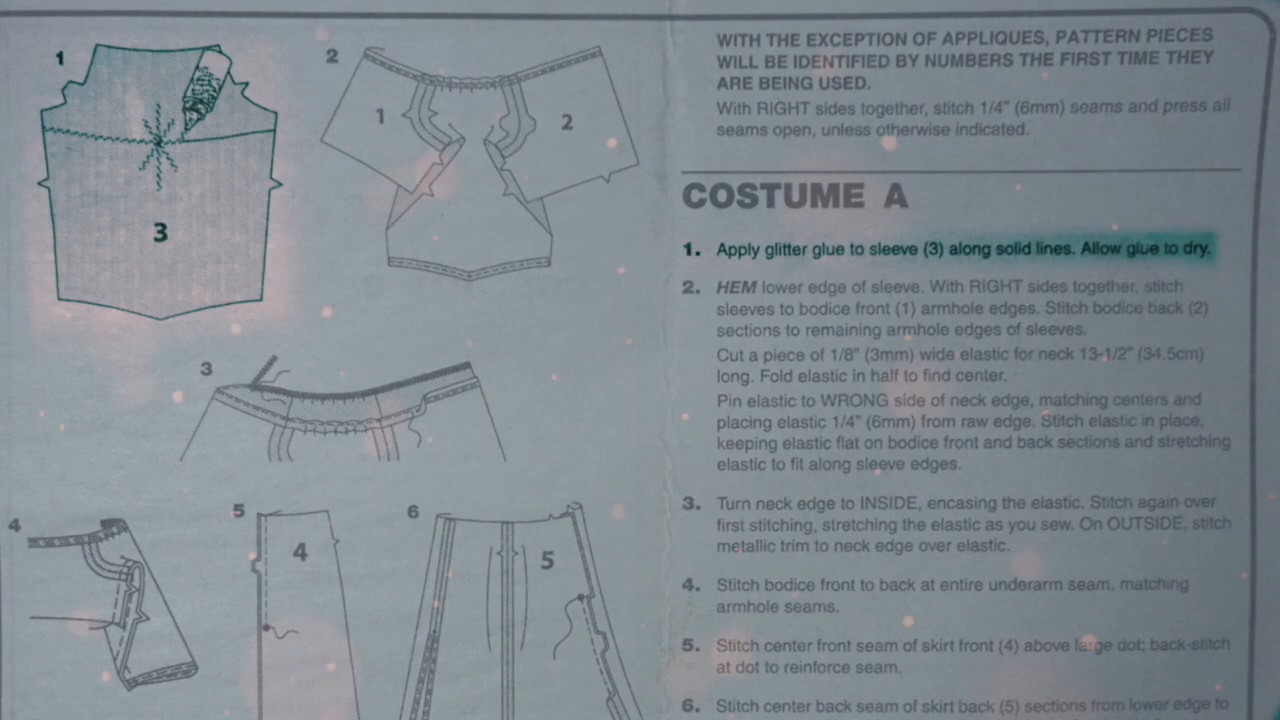 1
3
2
1
2
3
4
5
4
6
5
WITH THE EXCEPTION OF APPLIQUES, PATTERN PIECES
WILL BE IDENTIFIED BY NUMBERS THE FIRST TIME THEY
ARE BEING USED.
With RIGHT sides together, stitch 1/4" (6mm) seams and press all
seams open, unless otherwise indicated.
COSTUME A
1. Apply glitter glue to sleeve (3) along solid lines. Allow glue to dry.
2. HEM lower edge of sleeve. With RIGHT sides together, stitch
sleeves to bodice front (1) armhole edges. Stitch bodice back (2)
sections to remaining armhole edges of sleeves.
Cut a piece of 1/8" (3mm) wide elastic for neck 13-1/2" (34.5cm)
long. Fold elastic in half to find center.
Pin elastic to WRONG side of neck edge, matching centers and
placing elastic 1/4" (6mm) from raw edge. Stitch elastic in place,
keeping elastic flat on bodice front and back sections and stretching
elastic to fit along sleeve edges.
3. Turn neck edge to INSIDE, encasing the elastic. Stitch again over
first stitching, stretching the elastic as you sew. On OUTSIDE, stitch
metallic trim to neck edge over elastic.
4. Stitch bodice front to back at entire underarm seam, matching
armhole seams.
5. Stitch center front seam of skirt front (4) above large dot; back-stitch
at dot to reinforce seam.
6. Stitch center back seam of skirt back (5) sections from lower edge to